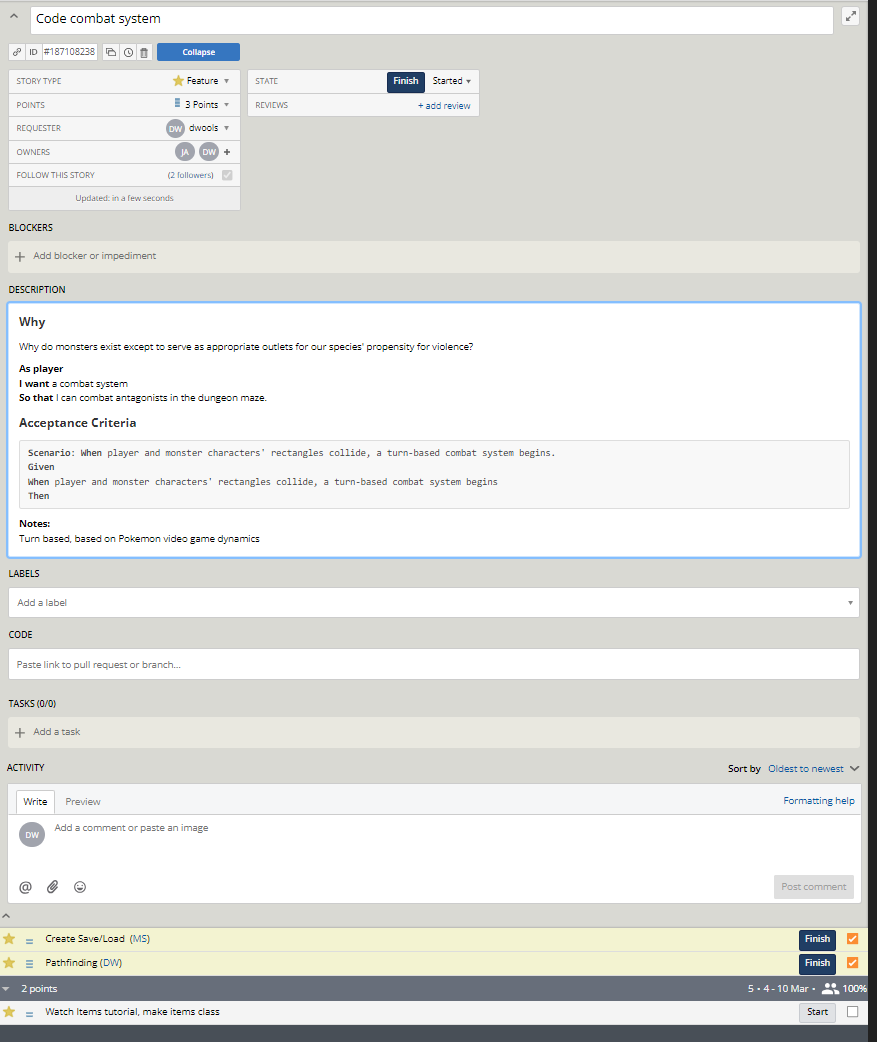 Code combat system
ID #187108238 Collapse
STORY TYPE Feature
STATE Finish Started
POINTS 3 Points
REVIEWS + add review
REQUESTER DW dwools
OWNERS JA DW +
FOLLOW THIS STORY (2 followers)
Updated: in a few seconds
BLOCKERS
+ Add blocker or impediment
DESCRIPTION
Why
Why do monsters exist except to serve as appropriate outlets for our species' propensity for violence?
As player
I want a combat system
So that I can combat antagonists in the dungeon maze.
Acceptance Criteria
Scenario: When player and monster characters' rectangles collide, a turn-based combat system begins.
Given
When player and monster characters' rectangles collide, a turn-based combat system begins
Then
Notes:
Turn based, based on Pokemon video game dynamics
LABELS
Add a label
CODE
Paste link to pull request or branch...
TASKS (0/0)
+ Add a task
ACTIVITY Sort by Oldest to newest
Write Preview Formatting help
DW Add a comment or paste an image
@ Post comment
Create Save/Load (MS) Finish
Pathfinding (DW) Finish
2 points 5 • 4 - 10 Mar • 100%
Watch Items tutorial, make items class Start